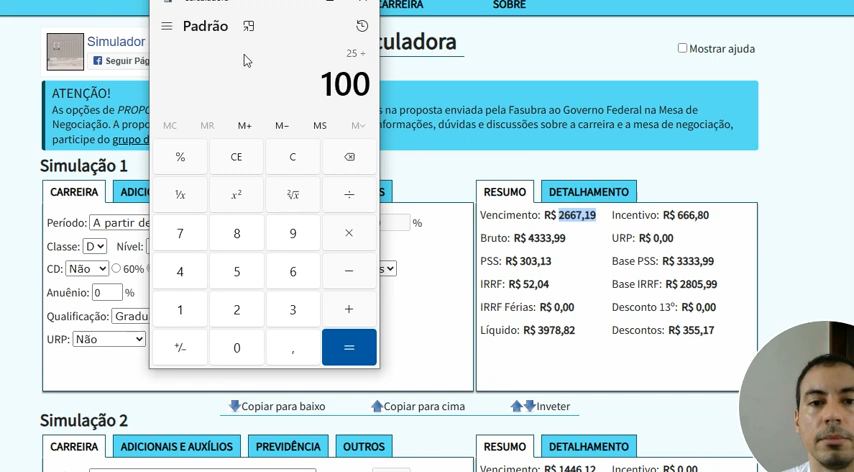 CARREIRA
SOBRE
Simulador
Seguir Pág
culadora
Mostrar ajuda
ATENÇÃO!
As opções de PROPO
s na proposta enviada pela Fasubra ao Governo Federal na Mesa de
Negociação. A propo
formações, dúvidas e discussões sobre a carreira e a mesa de negociação,
participe do grupo d
Padrão
25 ÷
100
MC MR M+ M− MS M
% CE C
¹/x x² ²√x ÷
7 8 9 ×
4 5 6 −
1 2 3 +
+/− 0 , =
Simulação 1
CARREIRA ADICI S
Período: A partir de %
Classe: D Nível:
CD: Não 60% s
Anuênio: 0 %
Qualificação: Gradu
URP: Não
RESUMO DETALHAMENTO
Vencimento: R$ 2667,19 Incentivo: R$ 666,80
Bruto: R$ 4333,99 URP: R$ 0,00
PSS: R$ 303,13 Base PSS: R$ 3333,99
IRRF: R$ 52,04 Base IRRF: R$ 2805,99
IRRF Férias: R$ 0,00 Desconto 13º: R$ 0,00
Líquido: R$ 3978,82 Descontos: R$ 355,17
Copiar para baixo Copiar para cima Inveter
Simulação 2
CARREIRA ADICIONAIS E AUXÍLIOS PREVIDÊNCIA OUTROS
RESUMO DETALHAMENTO
Vencimento: R$ 1446,12 Incentivo: R$ 0,00